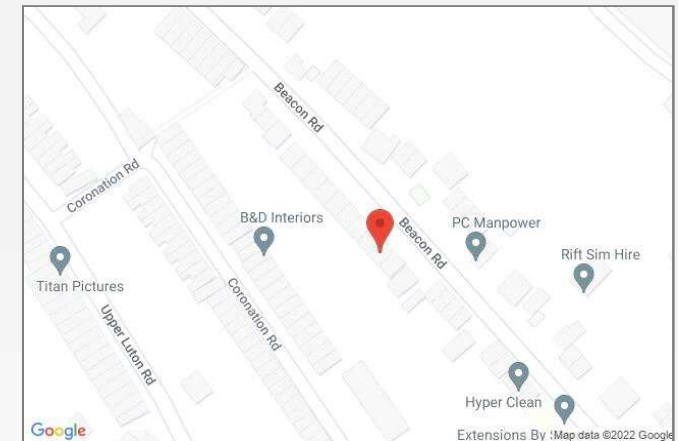 Beacon Rd
Coronation Rd
B&D Interiors
Beacon Rd
PC Manpower
Rift Sim Hire
Titan Pictures
Coronation Rd
Upper Luton Rd
Hyper Clean
Google
Extensions By
Map data ©2022 Google